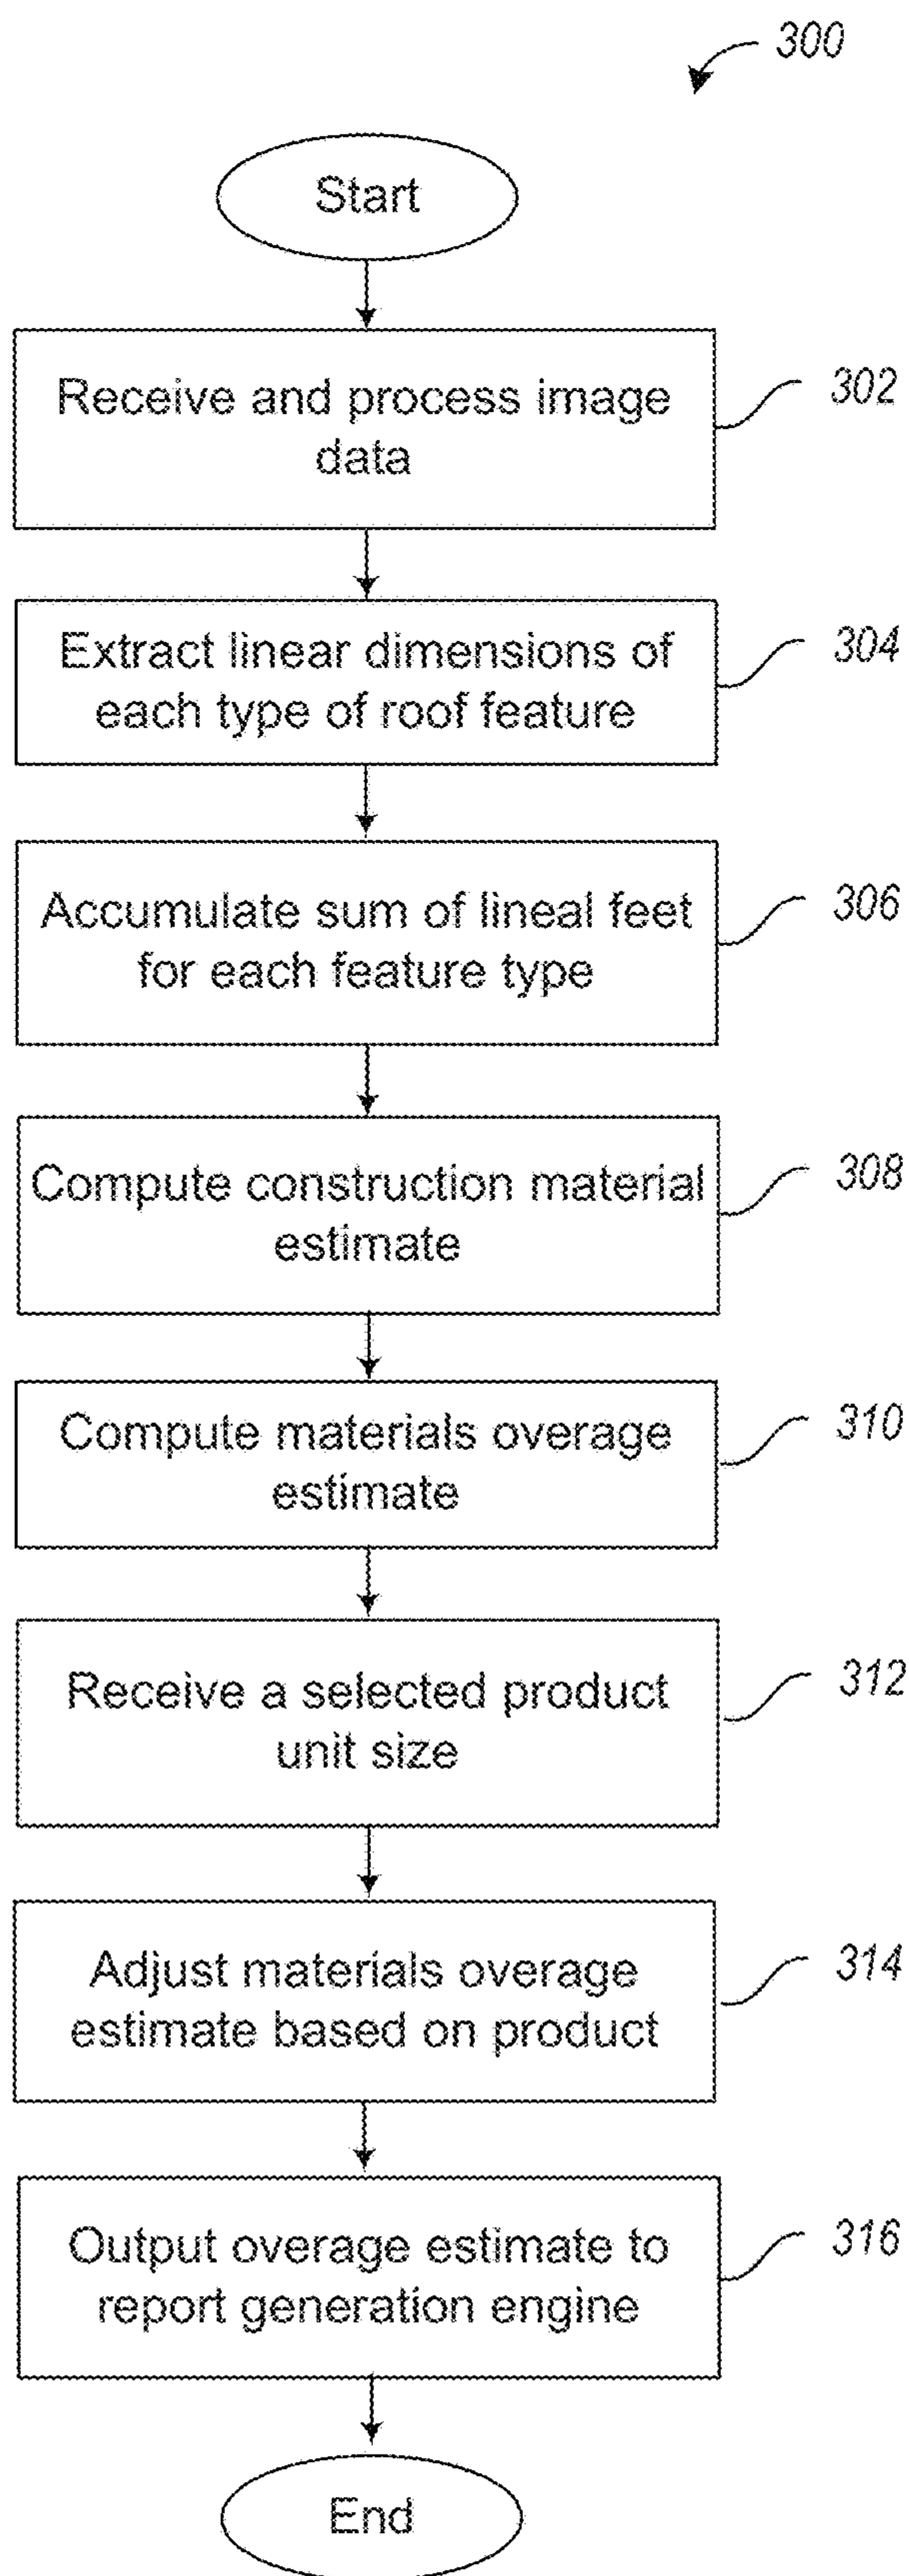 300
Start
Receive and process image
data
302
Extract linear dimensions of
each type of roof feature
304
Accumulate sum of lineal feet
for each feature type
306
Compute construction material
estimate
308
Compute materials overage
estimate
310
Receive a selected product
unit size
312
Adjust materials overage
estimate based on product
314
Output overage estimate to
report generation engine
316
End